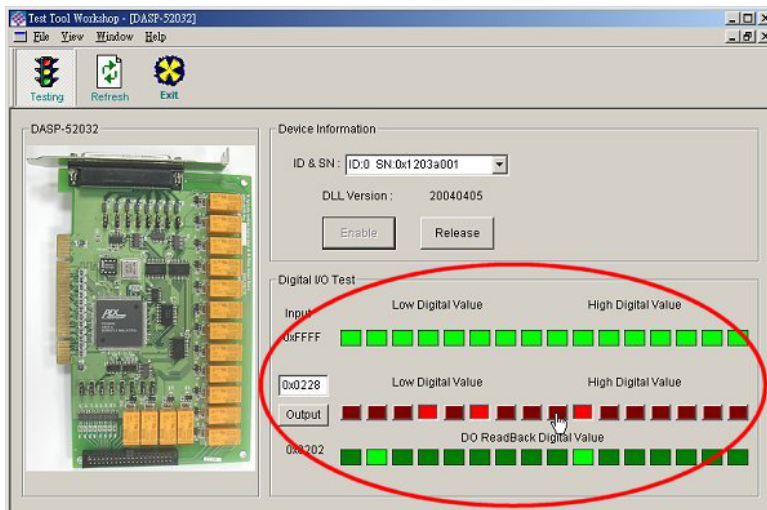 Test Tool Workshop - [DASP-52032]
File View Window Help
Testing Refresh Exit
DASP-52032
Device Information
ID & SN : ID:0 SN:0x1203a001
DLL Version : 20040405
Enable Release
Digital I/O Test
Input Low Digital Value High Digital Value
0xFFFF
0x0228 Low Digital Value High Digital Value
Output
DO ReadBack Digital Value
0x0202